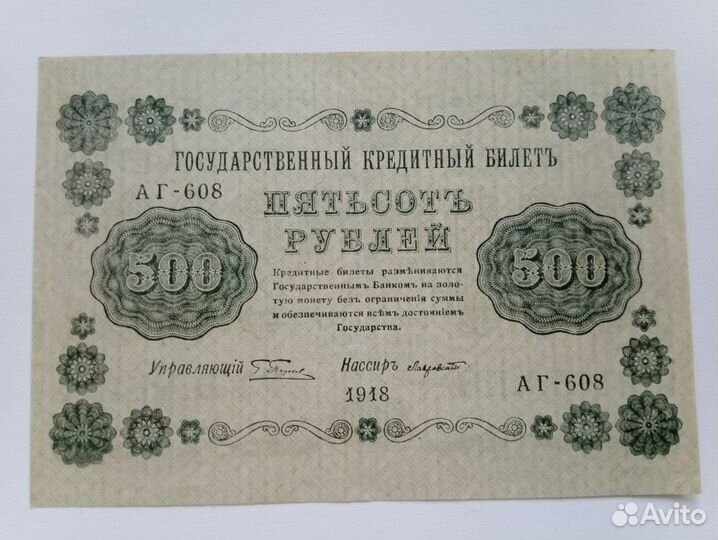 ГОСУДАРСТВЕННЫЙ КРЕДИТНЫЙ БИЛЕТЪ
АГ-608
ПЯТЬСОТЪ
РУБЛЕЙ
500
500
Кредитные билеты размѣниваются
Государственнымъ Банкомъ на золо-
тую монету безъ ограниченія суммы
и обезпечиваются всѣмъ достояніемъ
Государства.
Управляющій
Кассиръ
1918
АГ-608
Avito